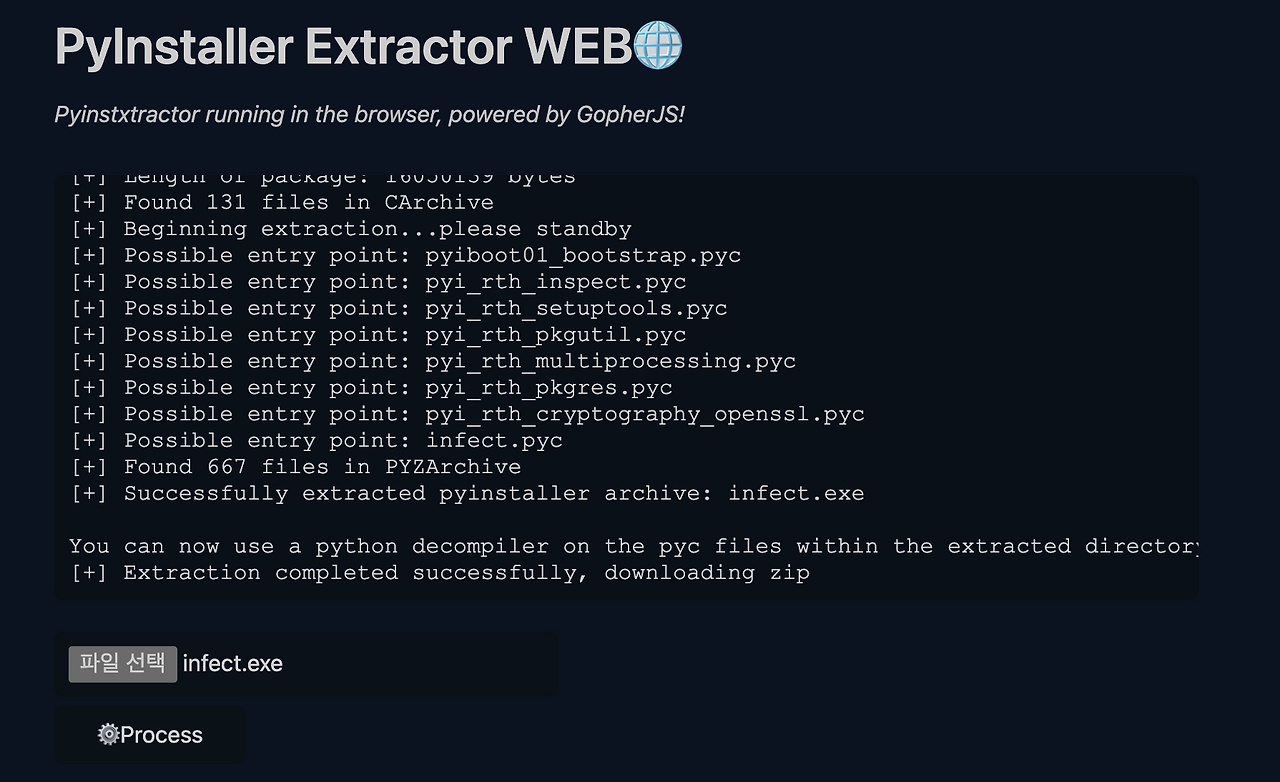 PyInstaller Extractor WEB🌐
Pyinstxtractor running in the browser, powered by GopherJS!
[+] Length of package: 16050159 bytes
[+] Found 131 files in CArchive
[+] Beginning extraction...please standby
[+] Possible entry point: pyiboot01_bootstrap.pyc
[+] Possible entry point: pyi_rth_inspect.pyc
[+] Possible entry point: pyi_rth_setuptools.pyc
[+] Possible entry point: pyi_rth_pkgutil.pyc
[+] Possible entry point: pyi_rth_multiprocessing.pyc
[+] Possible entry point: pyi_rth_pkgres.pyc
[+] Possible entry point: pyi_rth_cryptography_openssl.pyc
[+] Possible entry point: infect.pyc
[+] Found 667 files in PYZArchive
[+] Successfully extracted pyinstaller archive: infect.exe
You can now use a python decompiler on the pyc files within the extracted directory
[+] Extraction completed successfully, downloading zip
파일 선택 infect.exe
⚙Process